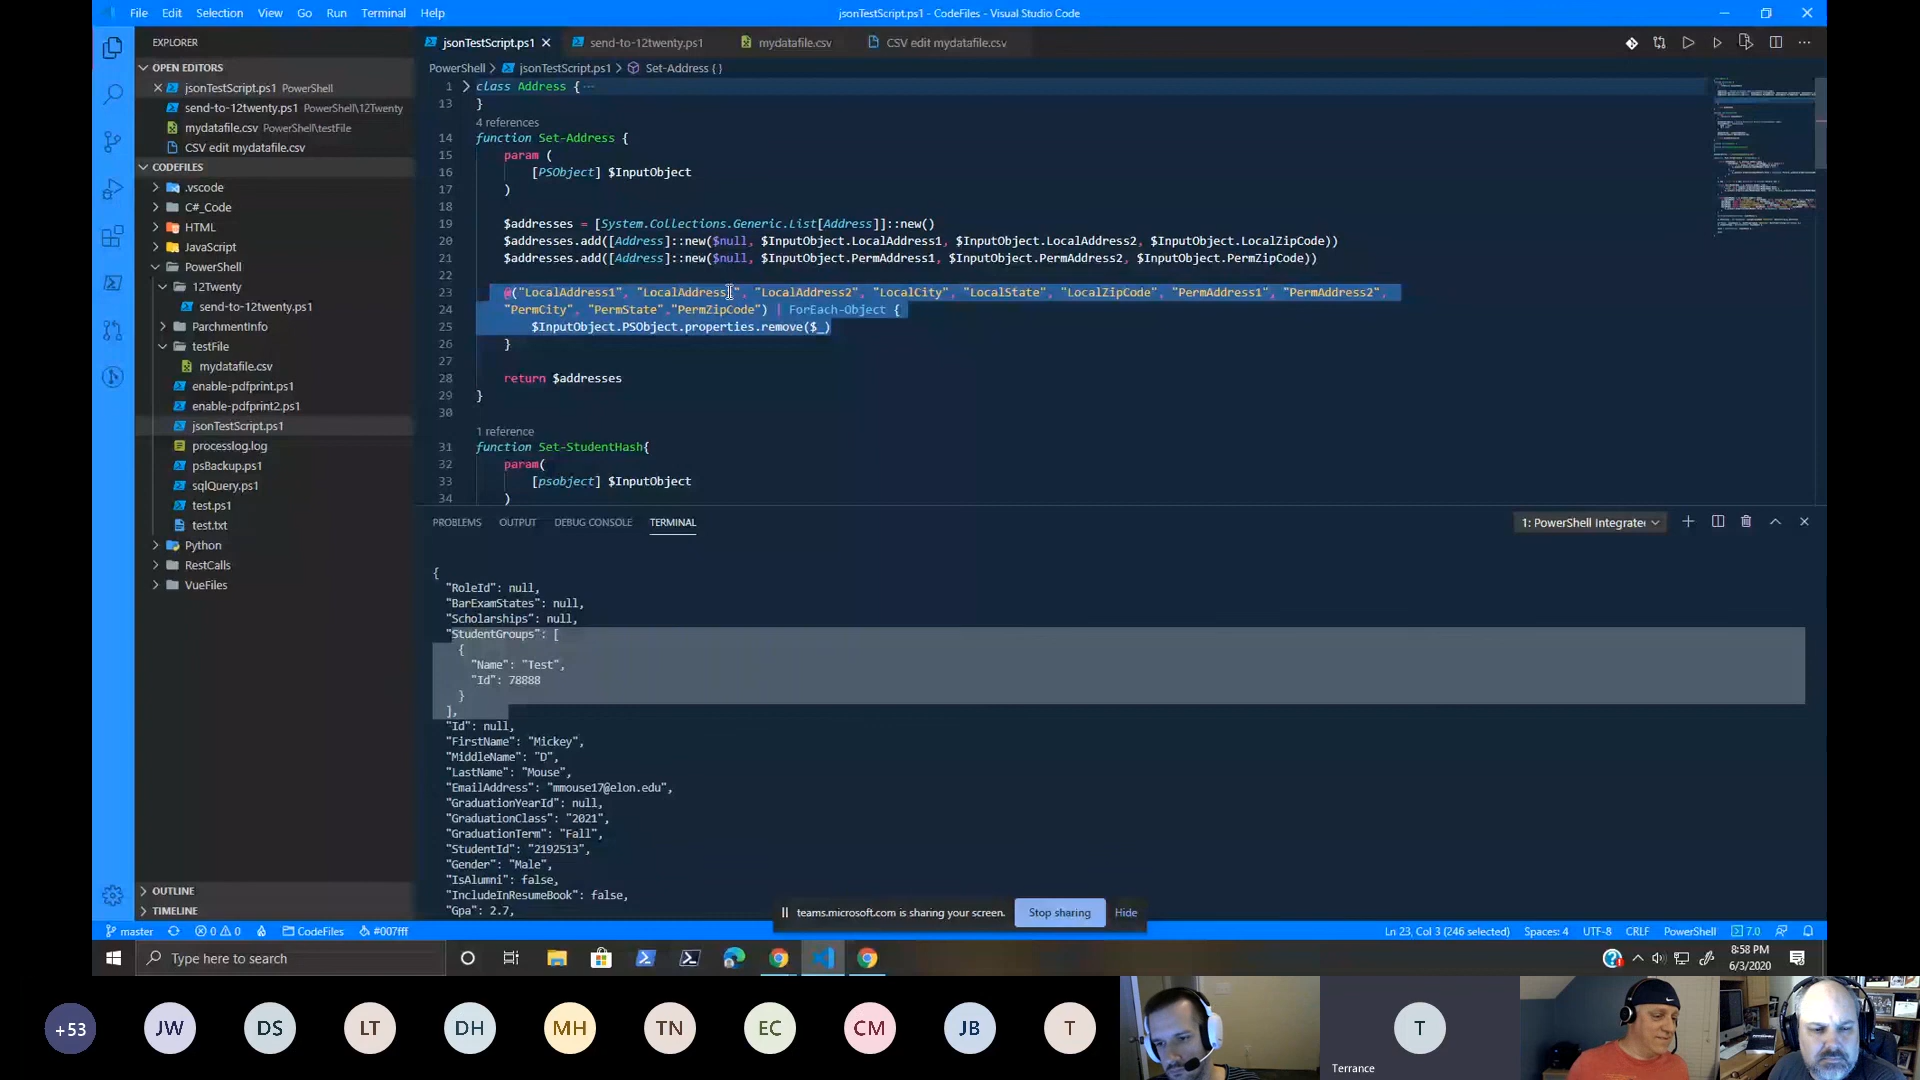 File Edit Selection View Go Run Terminal Help
jsonTestScript.ps1 - CodeFiles - Visual Studio Code
EXPLORER
OPEN EDITORS
jsonTestScript.ps1 PowerShell
send-to-12twenty.ps1 PowerShell\12Twenty
mydatafile.csv PowerShell\testFile
CSV edit mydatafile.csv
CODEFILES
.vscode
C#_Code
HTML
JavaScript
PowerShell
12Twenty
send-to-12twenty.ps1
ParchmentInfo
testFile
mydatafile.csv
enable-pdfprint.ps1
enable-pdfprint2.ps1
jsonTestScript.ps1
processlog.log
psBackup.ps1
sqlQuery.ps1
test.ps1
test.txt
Python
RestCalls
VueFiles
OUTLINE
TIMELINE
jsonTestScript.ps1 send-to-12twenty.ps1 mydatafile.csv CSV edit mydatafile.csv
PowerShell > jsonTestScript.ps1 > Set-Address { }
1 class Address { ...
13 }
4 references
14 function Set-Address {
15 param (
16 [PSObject] $InputObject
17 )
18
19 $addresses = [System.Collections.Generic.List[Address]]::new()
20 $addresses.add([Address]::new($null, $InputObject.LocalAddress1, $InputObject.LocalAddress2, $InputObject.LocalZipCode))
21 $addresses.add([Address]::new($null, $InputObject.PermAddress1, $InputObject.PermAddress2, $InputObject.PermZipCode))
22
23 @("LocalAddress1", "LocalAddress", "LocalAddress2", "LocalCity", "LocalState", "LocalZipCode", "PermAddress1", "PermAddress2",
24 "PermCity", "PermState","PermZipCode") | ForEach-Object {
25 $InputObject.PSObject.properties.remove($_)
26 }
27
28 return $addresses
29 }
30
1 reference
31 function Set-StudentHash{
32 param(
33 [psobject] $InputObject
34 )
PROBLEMS OUTPUT DEBUG CONSOLE TERMINAL
1: PowerShell Integrate
{
"RoleId": null,
"BarExamStates": null,
"Scholarships": null,
"StudentGroups": [
{
"Name": "Test",
"Id": 78888
}
],
"Id": null,
"FirstName": "Mickey",
"MiddleName": "D",
"LastName": "Mouse",
"EmailAddress": "mmouse17@elon.edu",
"GraduationYearId": null,
"GraduationClass": "2021",
"GraduationTerm": "Fall",
"StudentId": "2192513",
"Gender": "Male",
"IsAlumni": false,
"IncludeInResumeBook": false,
"Gpa": 2.7,
teams.microsoft.com is sharing your screen. Stop sharing Hide
master 0 0 CodeFiles #007fff
Ln 23, Col 3 (246 selected) Spaces: 4 UTF-8 CRLF PowerShell 7.0
Type here to search
8:58 PM
6/3/2020
+53 JW DS LT DH MH TN EC CM JB T T
Terrance